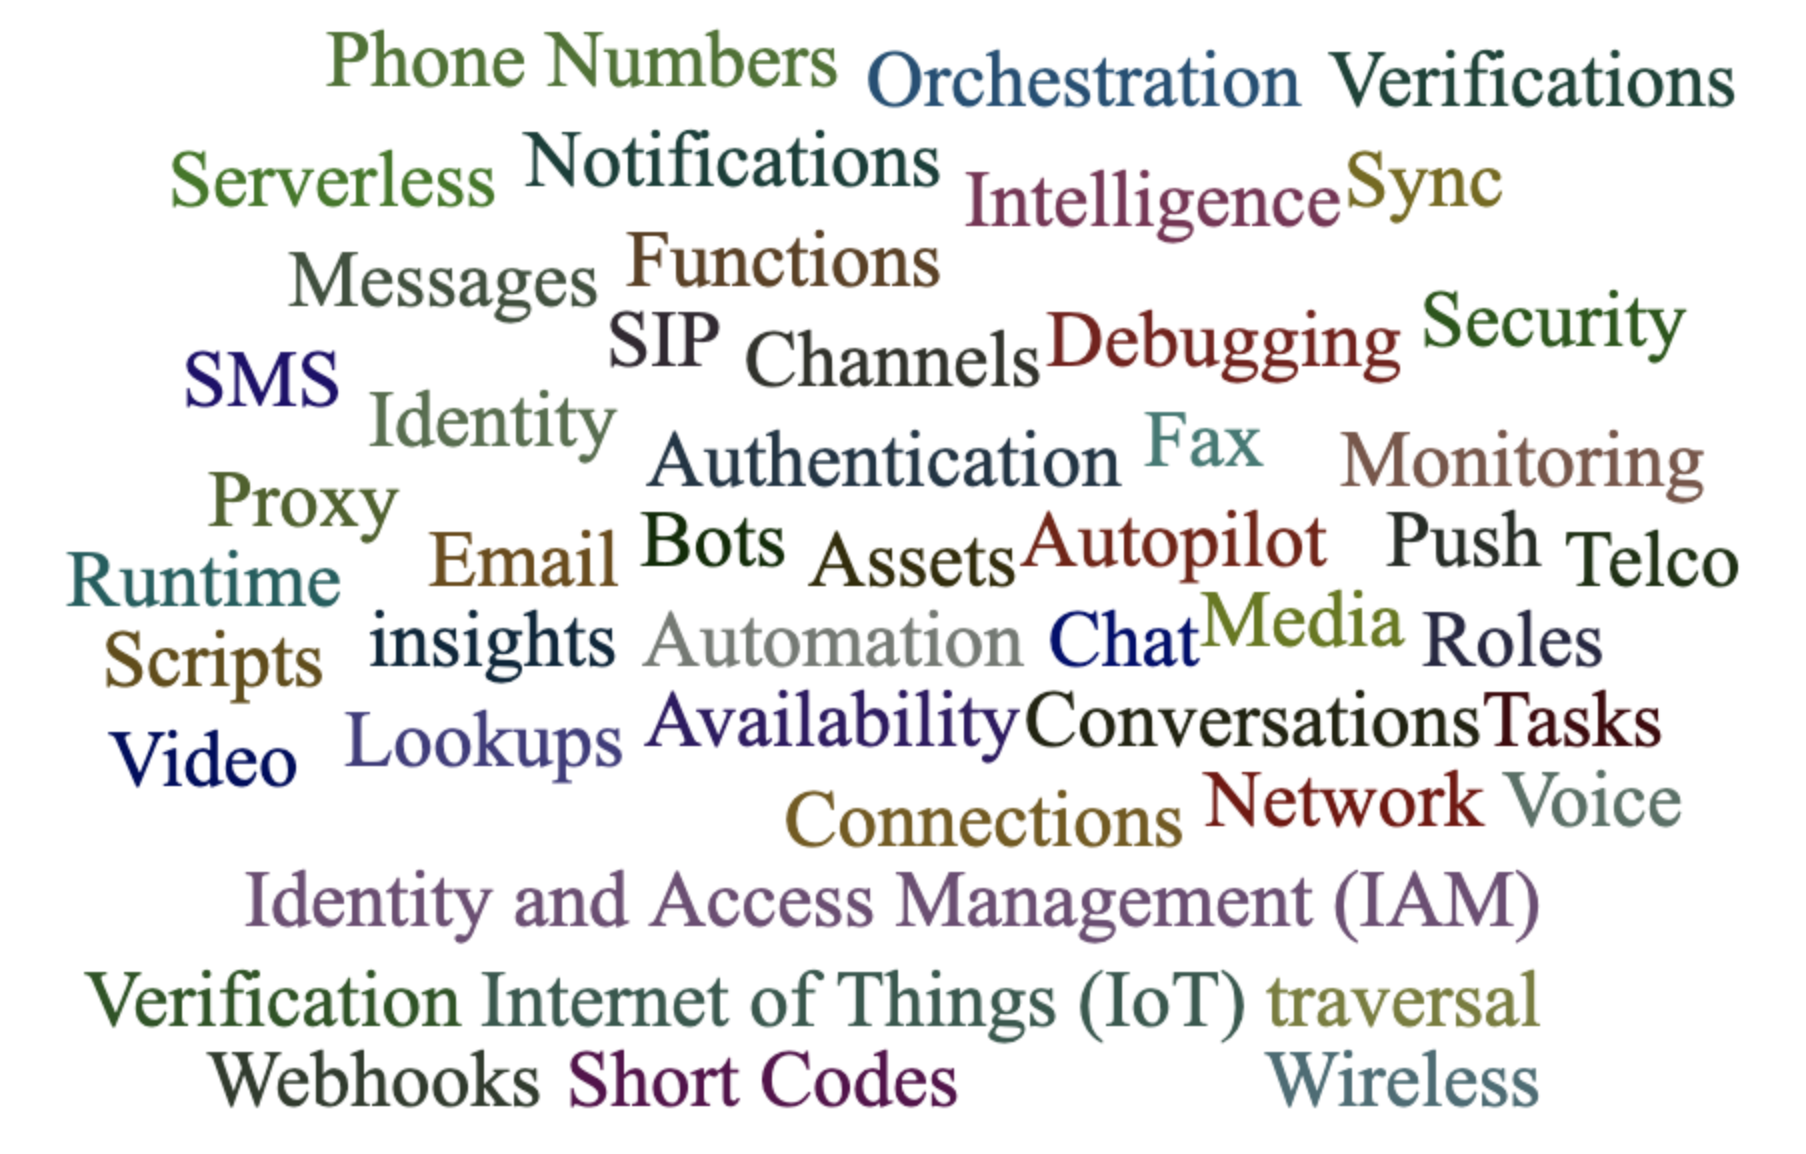 Phone Numbers Orchestration Verifications
Serverless Notifications Intelligence Sync
Messages Functions
SIP Channels Debugging Security
SMS Identity
Authentication Fax Monitoring
Proxy
Runtime Email Bots Assets Autopilot Push Telco
Scripts insights Automation Chat Media Roles
Video Lookups Availability Conversations Tasks
Connections Network Voice
Identity and Access Management (IAM)
Verification Internet of Things (IoT) traversal
Webhooks Short Codes Wireless